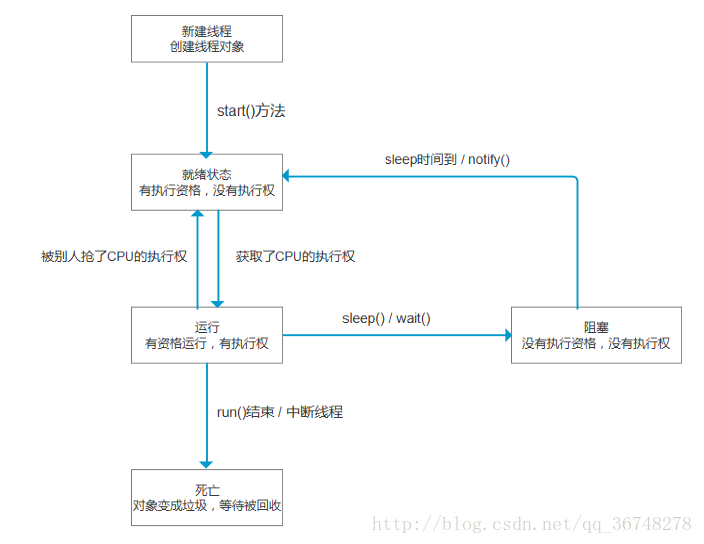 新建线程
创建线程对象
start()方法
sleep时间到 / notify()
就绪状态
有执行资格，没有执行权
被别人抢了CPU的执行权
获取了CPU的执行权
运行
有资格运行，有执行权
sleep() / wait()
阻塞
没有执行资格，没有执行权
run()结束 / 中断线程
死亡
对象变成垃圾，等待被回收
http://blog.csdn.net/qq_36748278